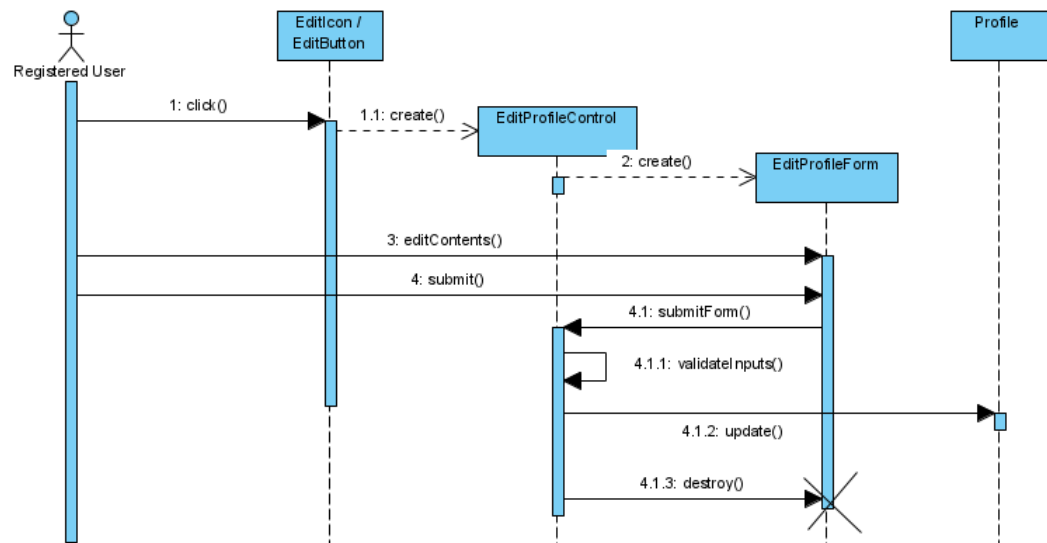 EditIcon /
EditButton
Profile
Registered User
1: click()
1.1: create()
EditProfileControl
2: create()
EditProfileForm
3: editContents()
4: submit()
4.1: submitForm()
4.1.1: validateInputs()
4.1.2: update()
4.1.3: destroy()